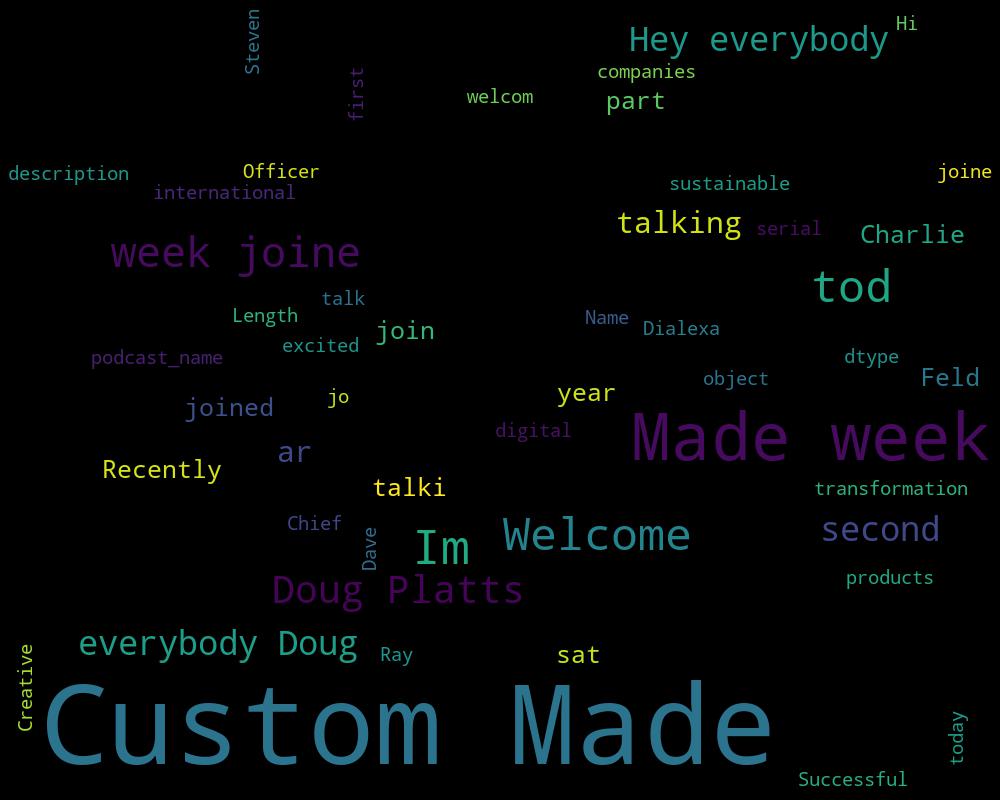 Steven
Hey everybody
Hi
first
companies
welcom
part
description
Officer
international
sustainable
joine
talking
serial
Charlie
week joine
talk
tod
Length
join
Name
Dialexa
podcast_name
excited
dtype
object
Feld
joined
jo
year
digital
Made week
ar
Recently
talki
transformation
Chief
Dave
Im
Welcome
second
Doug Platts
products
everybody Doug
Ray
sat
Creative
Custom Made
today
Successful